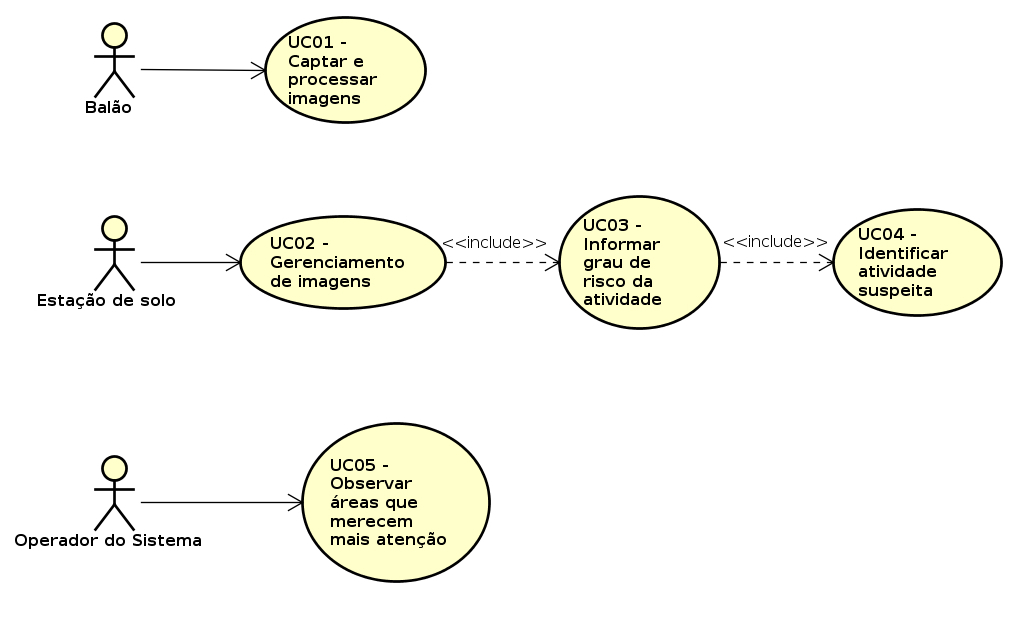 UC01 -
Captar e
processar
imagens
Balão
UC02 -
Gerenciamento
de imagens
<<include>>
UC03 -
Informar
grau de
risco da
atividade
<<include>>
UC04 -
Identificar
atividade
suspeita
Estação de solo
UC05 -
Observar
áreas que
merecem
mais atenção
Operador do Sistema